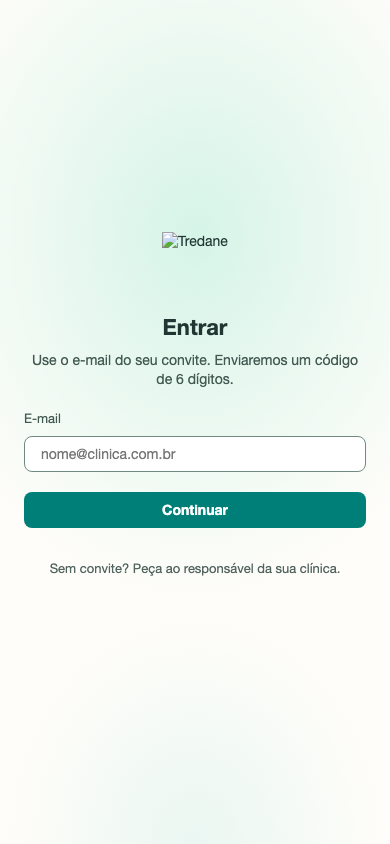 Tredane
Entrar
Use o e-mail do seu convite. Enviaremos um código
de 6 dígitos.
E-mail
nome@clinica.com.br
Continuar
Sem convite? Peça ao responsável da sua clínica.